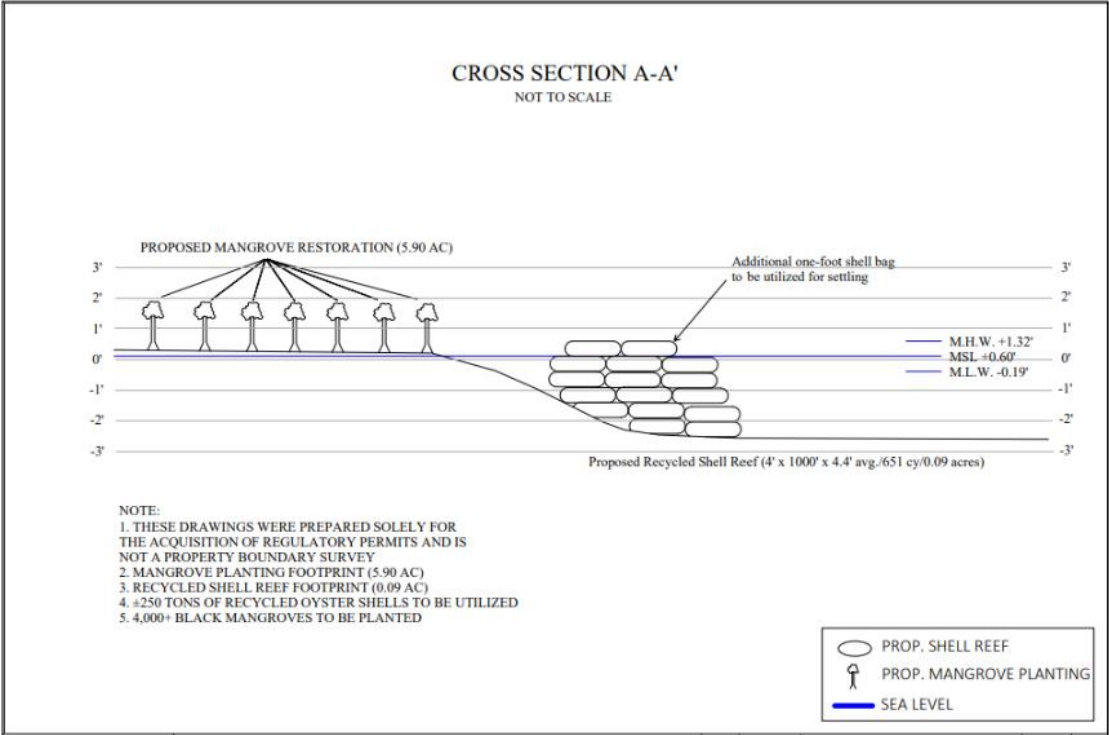 CROSS SECTION A-A'
NOT TO SCALE
PROPOSED MANGROVE RESTORATION (5.90 AC)
Additional one-foot shell bag
to be utilized for settling
3'
3'
2'
2'
1'
1'
M.H.W. +1.32'
0'
MSL +0.60'
0'
M.L.W. -0.19'
-1'
-1'
-2'
-2'
-3'
-3'
Proposed Recycled Shell Reef (4' x 1000' x 4.4' avg./651 cy/0.09 acres)
NOTE:
1. THESE DRAWINGS WERE PREPARED SOLELY FOR
THE ACQUISITION OF REGULATORY PERMITS AND IS
NOT A PROPERTY BOUNDARY SURVEY
2. MANGROVE PLANTING FOOTPRINT (5.90 AC)
3. RECYCLED SHELL REEF FOOTPRINT (0.09 AC)
4. ±250 TONS OF RECYCLED OYSTER SHELLS TO BE UTILIZED
5. 4,000+ BLACK MANGROVES TO BE PLANTED
PROP. SHELL REEF
PROP. MANGROVE PLANTING
SEA LEVEL